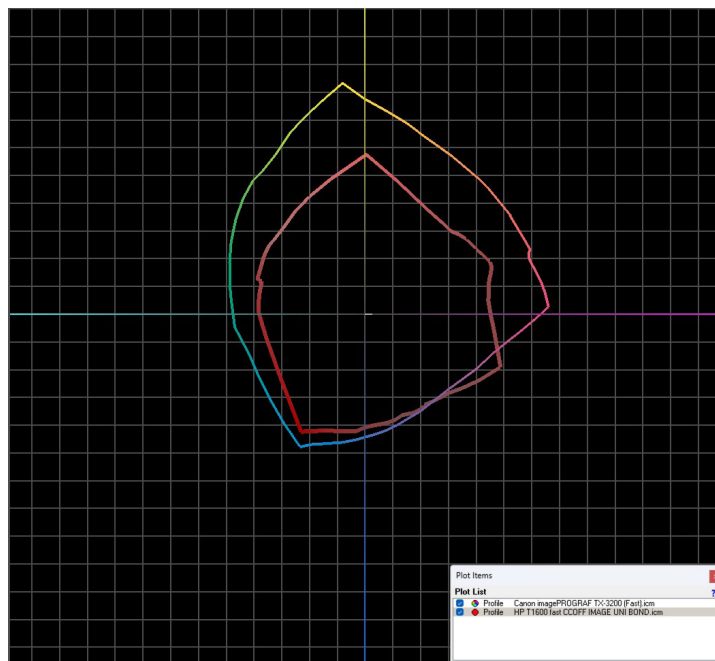 Plot Items
Plot List
?
Profile Canon imagePROGRAF TX-3200 (Fast).icm
Profile HP T1600 fast CCOFF IMAGE UNI BOND.icm